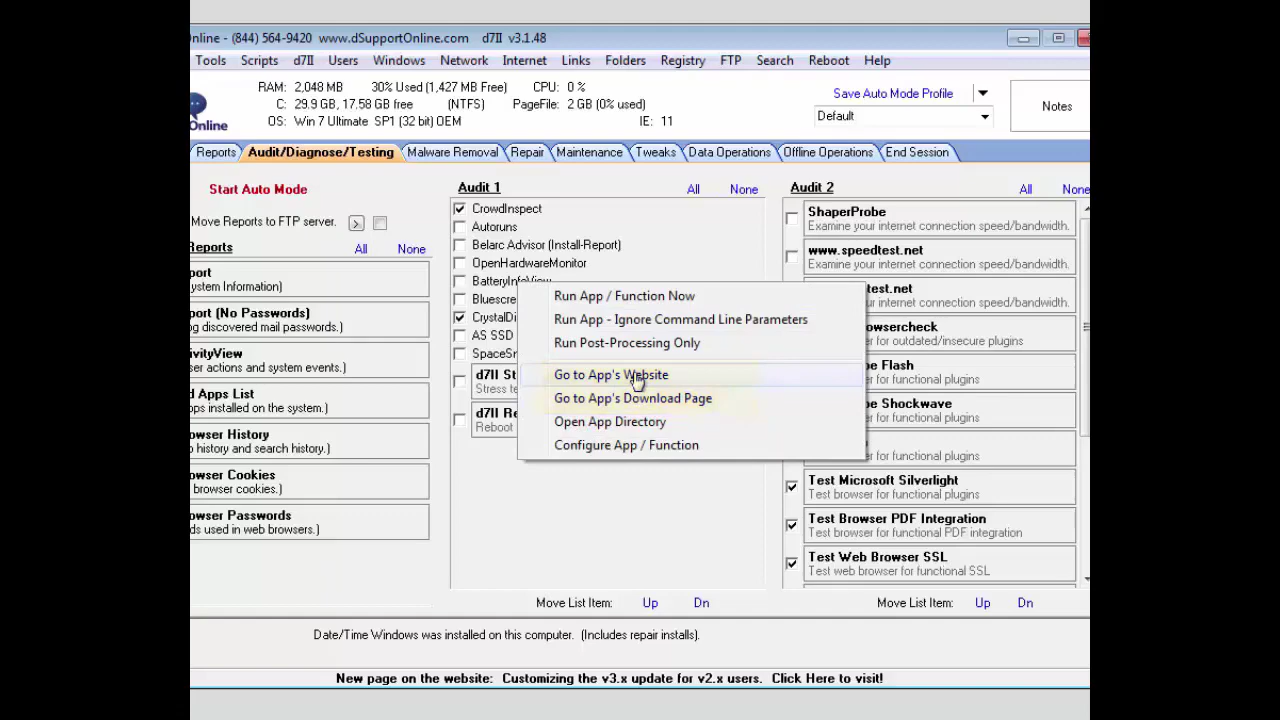 Online - (844) 564-9420 www.dSupportOnline.com d7II v3.1.48
Tools Scripts d7II Users Windows Network Internet Links Folders Registry FTP Search Reboot Help
RAM: 2,048 MB 30% Used (1,427 MB Free) CPU: 0 %
C: 29.9 GB, 17.58 GB free (NTFS) PageFile: 2 GB (0% used)
OS: Win 7 Ultimate SP1 (32 bit) OEM IE: 11
Online
Save Auto Mode Profile
Default
Notes
Reports Audit/Diagnose/Testing Malware Removal Repair Maintenance Tweaks Data Operations Offline Operations End Session
Start Auto Mode
Move Reports to FTP server. >
Reports All None
port
ystem Information)
port (No Passwords)
ng discovered mail passwords.)
tivityView
ser actions and system events.)
d Apps List
pps installed on the system.)
owser History
b history and search history.)
owser Cookies
browser cookies.)
owser Passwords
ds used in web browsers.)
Audit 1 All None
CrowdInspect
Autoruns
Belarc Advisor (Install-Report)
OpenHardwareMonitor
BatteryInfoView
Bluescre
CrystalDi
AS SSD
SpaceSn
d7II St
Stress te
d7II Re
Reboot
Run App / Function Now
Run App - Ignore Command Line Parameters
Run Post-Processing Only
Go to App's Website
Go to App's Download Page
Open App Directory
Configure App / Function
Move List Item: Up Dn
Audit 2 All None
ShaperProbe
Examine your internet connection speed/bandwidth.
www.speedtest.net
Examine your internet connection speed/bandwidth.
test.net
nternet connection speed/bandwidth.
owsercheck
for outdated/insecure plugins
be Flash
for functional plugins
be Shockwave
for functional plugins
for functional plugins
Test Microsoft Silverlight
Test browser for functional plugins
Test Browser PDF Integration
Test browser for functional PDF integration
Test Web Browser SSL
Test web browser for functional SSL
Move List Item: Up Dn
Date/Time Windows was installed on this computer. (Includes repair installs).
New page on the website: Customizing the v3.x update for v2.x users. Click Here to visit!